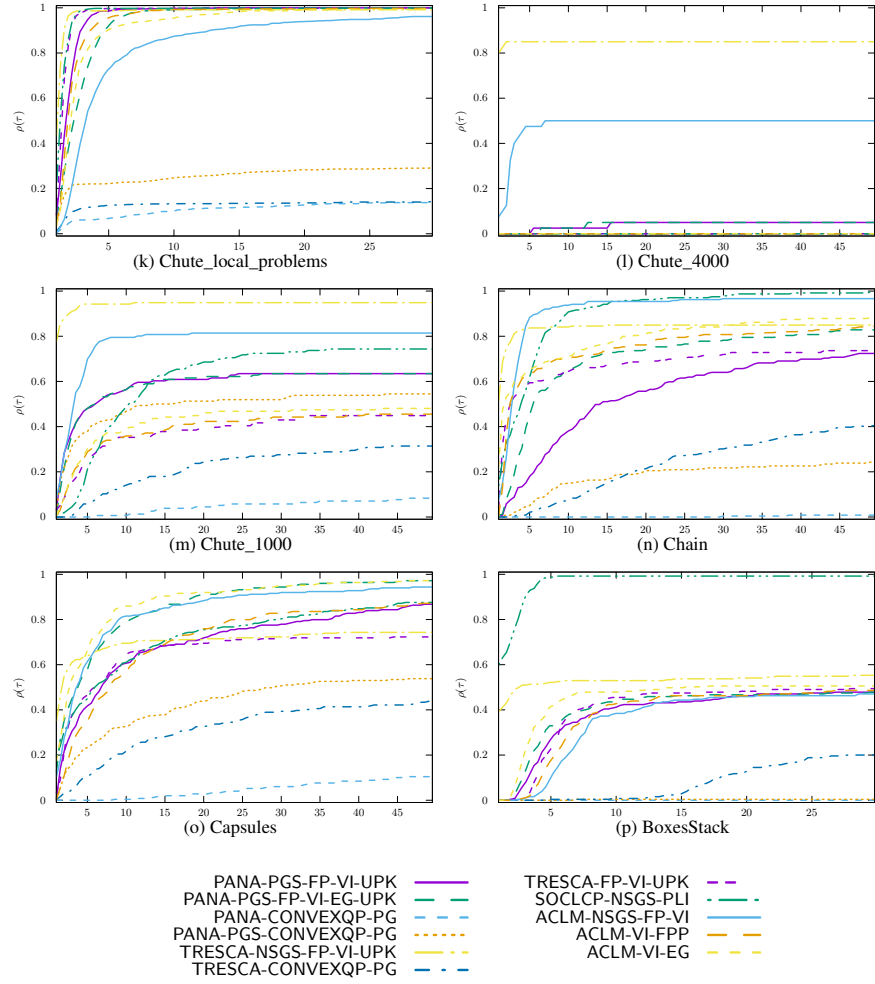 1
0.8
0.6
0.4
0.2
0
ρ(τ)
5 10 15 20 25
(k) Chute_local_problems
1
0.8
0.6
0.4
0.2
0
ρ(τ)
5 10 15 20 25 30 35 40 45
(l) Chute_4000
1
0.8
0.6
0.4
0.2
0
ρ(τ)
5 10 15 20 25 30 35 40 45
(m) Chute_1000
1
0.8
0.6
0.4
0.2
0
ρ(τ)
5 10 15 20 25 30 35 40 45
(n) Chain
1
0.8
0.6
0.4
0.2
0
ρ(τ)
5 10 15 20 25 30 35 40 45
(o) Capsules
1
0.8
0.6
0.4
0.2
0
ρ(τ)
5 10 15 20 25
(p) BoxesStack
PANA-PGS-FP-VI-UPK
PANA-PGS-FP-VI-EG-UPK
PANA-CONVEXQP-PG
PANA-PGS-CONVEXQP-PG
TRESCA-NSGS-FP-VI-UPK
TRESCA-CONVEXQP-PG
TRESCA-FP-VI-UPK
SOCLCP-NSGS-PLI
ACLM-NSGS-FP-VI
ACLM-VI-FPP
ACLM-VI-EG